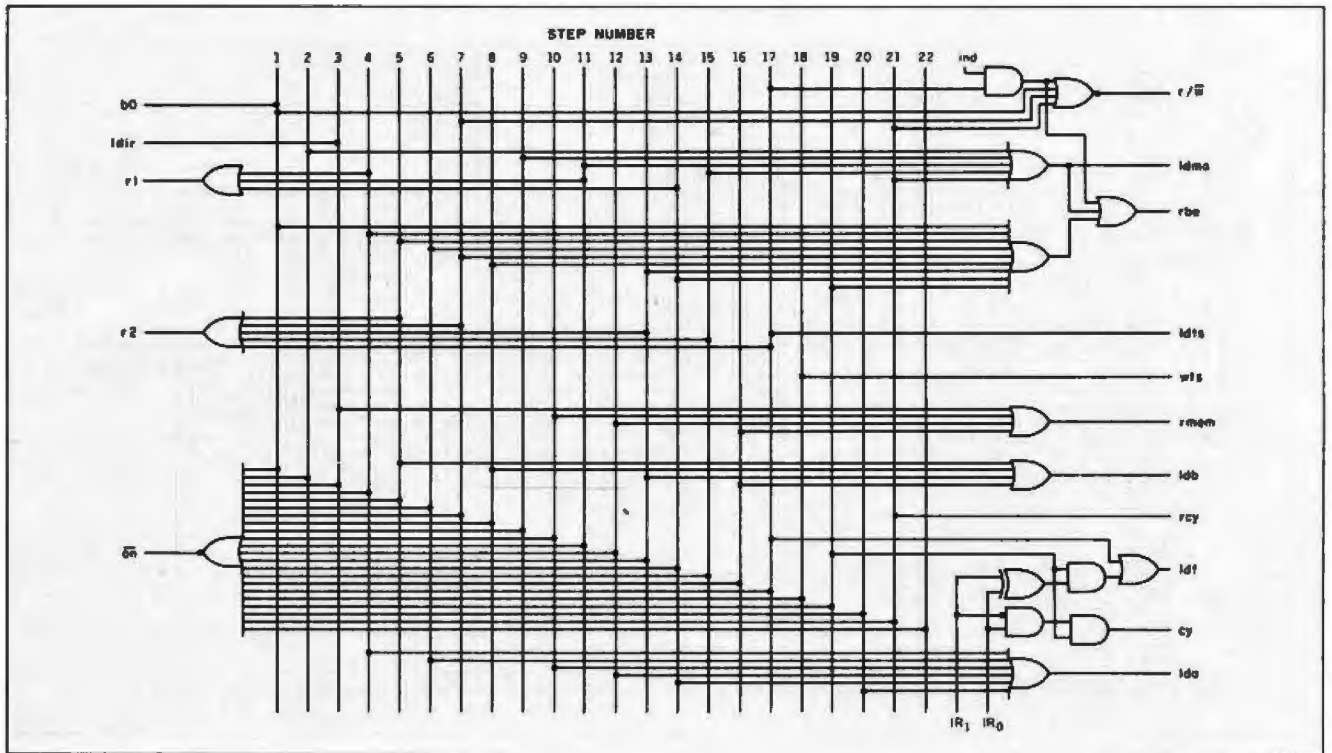 STEP NUMBER
1 2 3 4 5 6 7 8 9 10 11 12 13 14 15 16 17 18 19 20 21 22 ind
b0
r/w̅
ldir
ldma
r1
rbe
r2
ldts
wts
rmem
ldb
rcy
o̅n̅
ldf
cy
lda
IR₁ IR₀